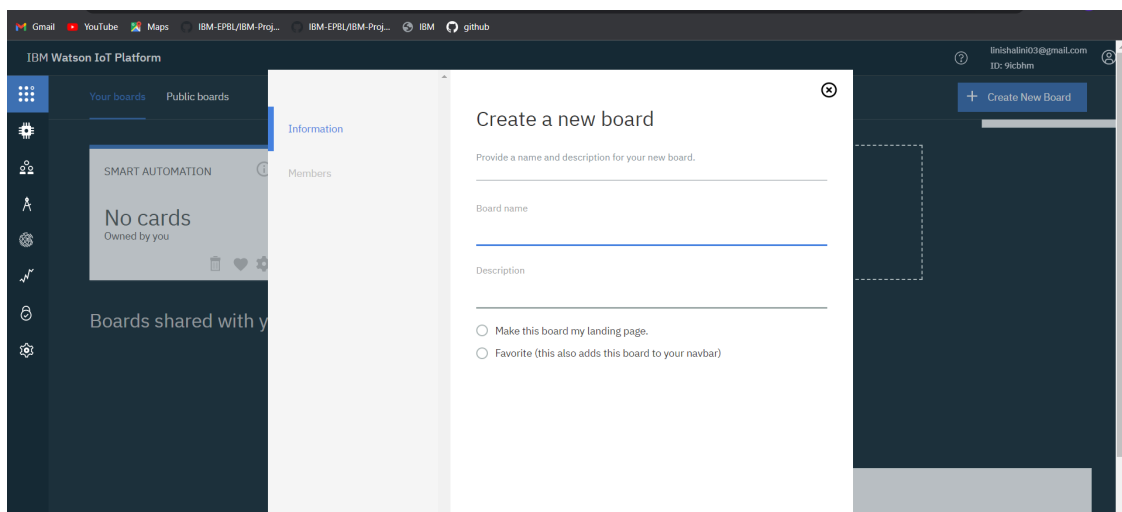 Gmail YouTube Maps IBM-EPBL/IBM-Proj... IBM-EPBL/IBM-Proj... IBM github
IBM Watson IoT Platform
linishalini03@gmail.com
ID: 9icbhm
Your boards Public boards
Create New Board
Information
Members
Create a new board
Provide a name and description for your new board.
SMART AUTOMATION
No cards
Owned by you
Board name
Description
Boards shared with y
Make this board my landing page.
Favorite (this also adds this board to your navbar)